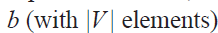 b (with |V| elements)